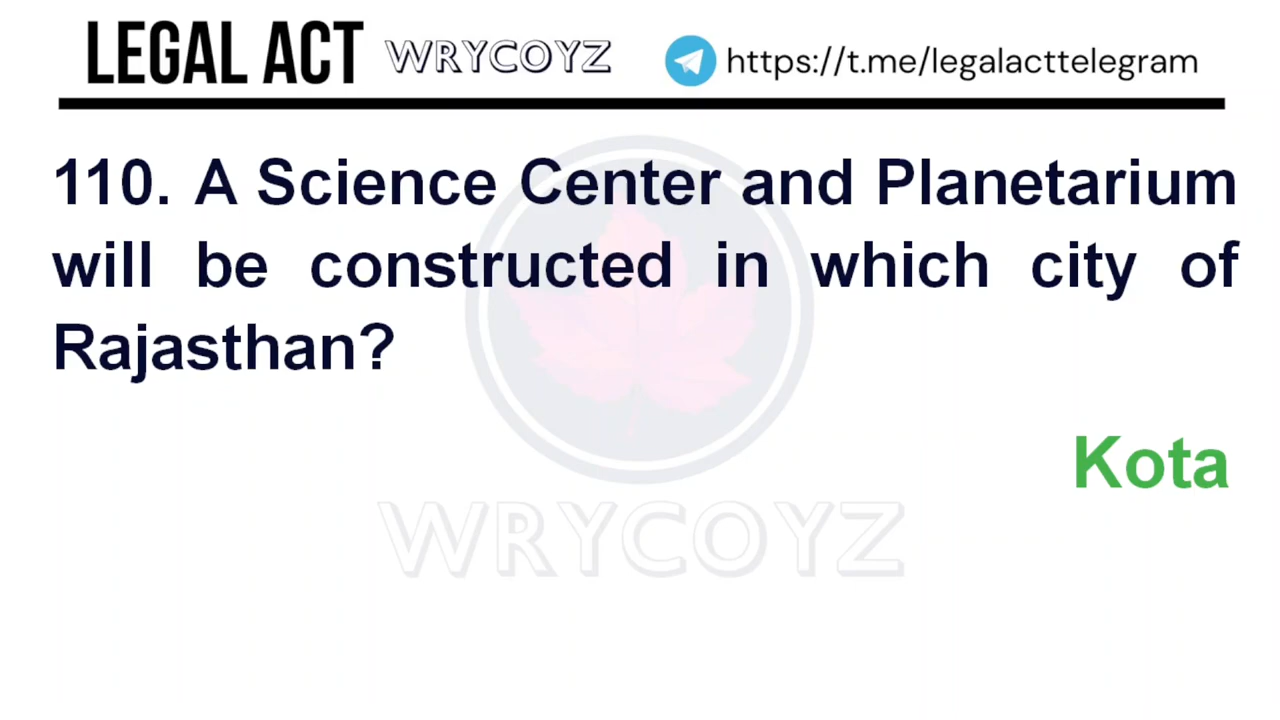 LEGAL ACT WRYCOYZ https://t.me/legalacttelegram
110. A Science Center and Planetarium
will be constructed in which city of
Rajasthan?
Kota
WRYCOYZ